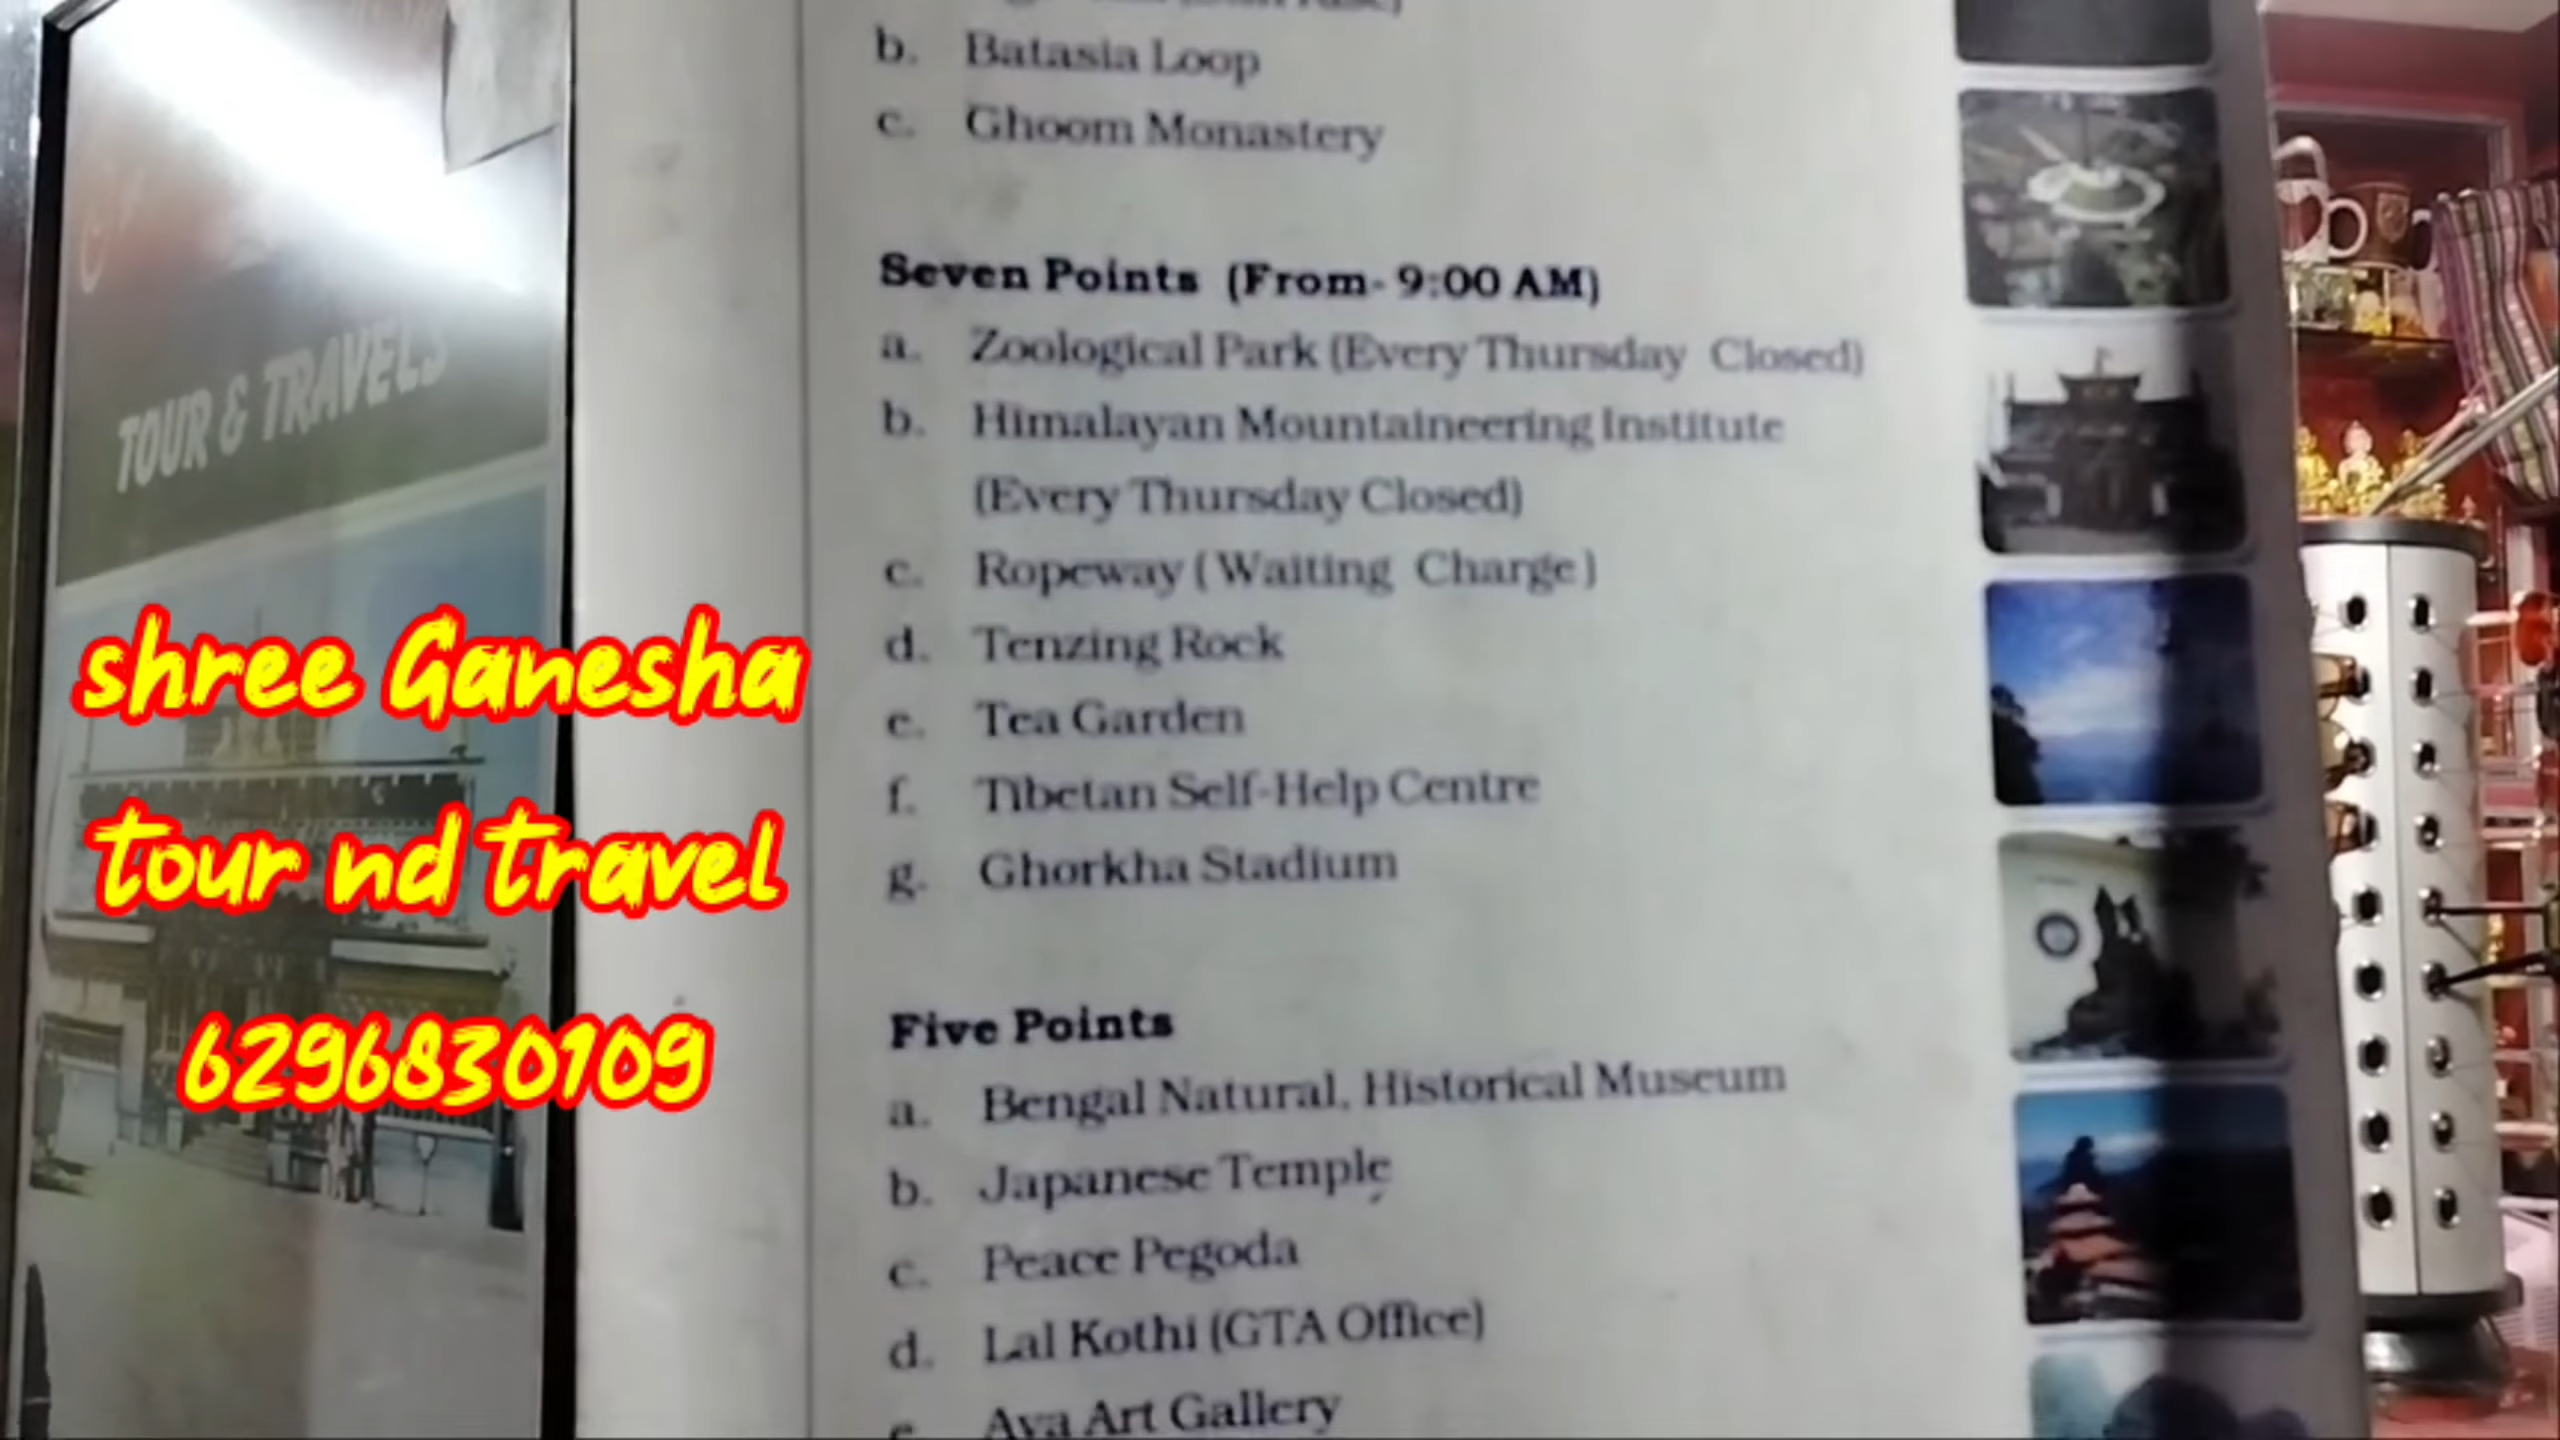 TOUR & TRAVELS
shree Ganesha
tour nd travel
6296830109
b. Batasia Loop
c. Ghoom Monastery
Seven Points (From- 9:00 AM)
a. Zoological Park (Every Thursday Closed)
b. Himalayan Mountaineering Institute
(Every Thursday Closed)
c. Ropeway ( Waiting Charge )
d. Tenzing Rock
e. Tea Garden
f. Tibetan Self-Help Centre
g. Ghorkha Stadium
Five Points
a. Bengal Natural, Historical Museum
b. Japanese Temple
c. Peace Pegoda
d. Lal Kothi (GTA Office)
e. Ava Art Gallery